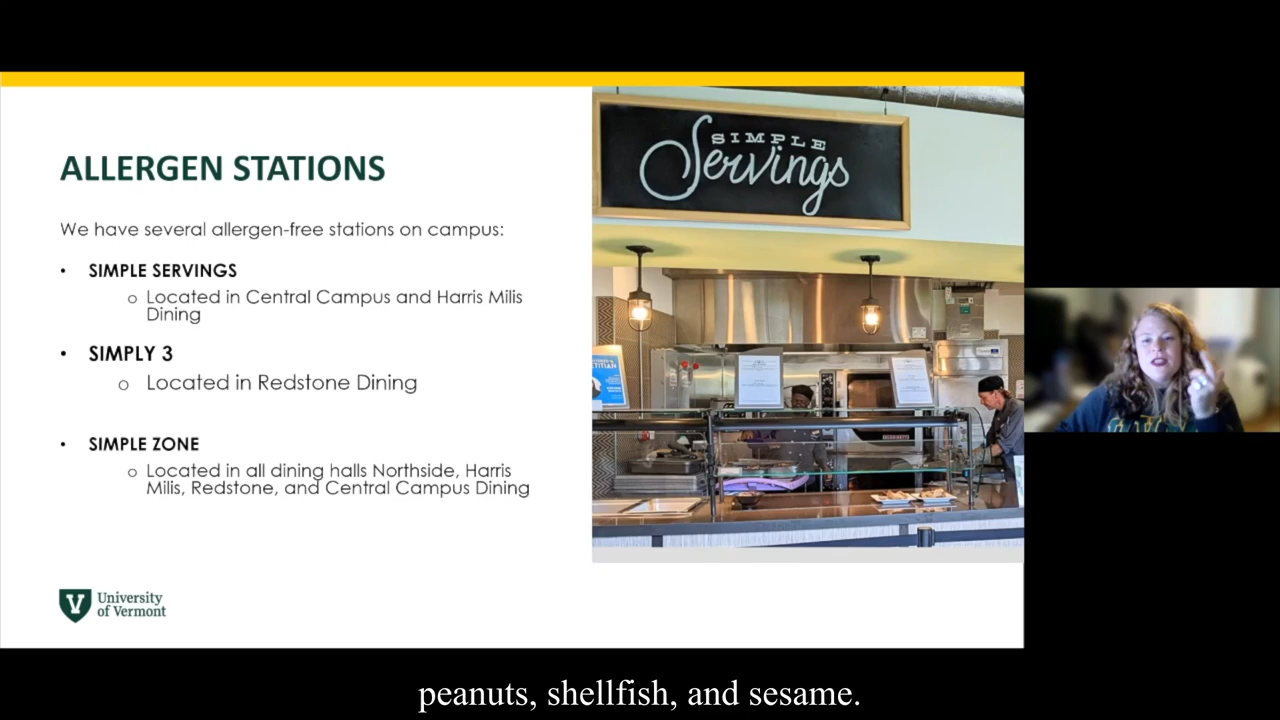 ALLERGEN STATIONS
We have several allergen-free stations on campus:
• SIMPLE SERVINGS
o Located in Central Campus and Harris Milis
Dining
• SIMPLY 3
o Located in Redstone Dining
• SIMPLE ZONE
o Located in all dining halls Northside, Harris
Milis, Redstone, and Central Campus Dining
University
of Vermont
SIMPLE
Servings
peanuts, shellfish, and sesame.